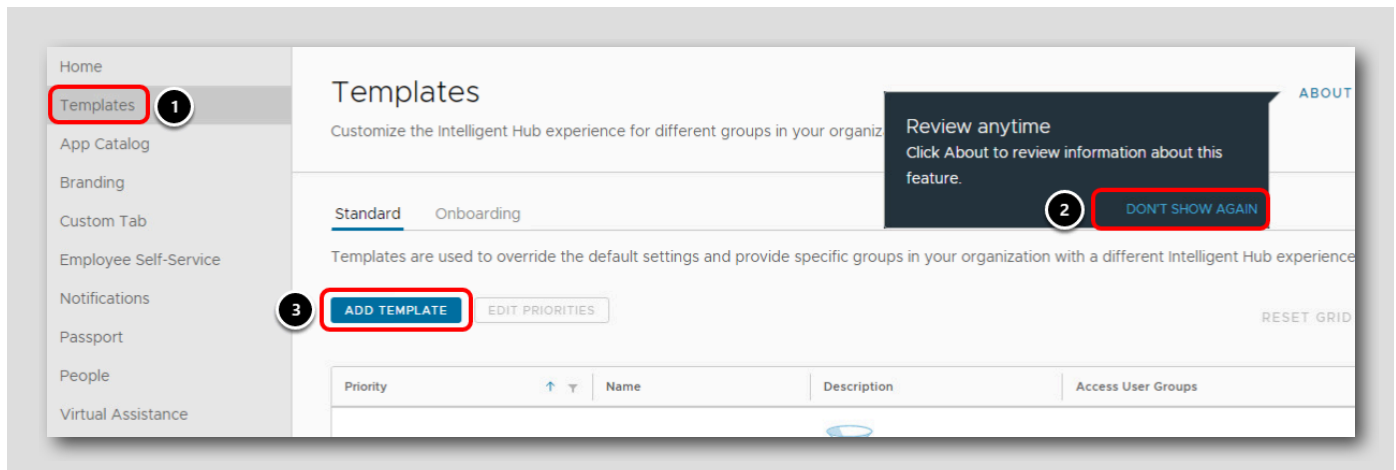 Home
Templates
1
App Catalog
Branding
Custom Tab
Employee Self-Service
Notifications
Passport
People
Virtual Assistance
Templates
ABOUT
Customize the Intelligent Hub experience for different groups in your organiz
Review anytime
Click About to review information about this
feature.
2
DON'T SHOW AGAIN
Standard Onboarding
Templates are used to override the default settings and provide specific groups in your organization with a different Intelligent Hub experience
3
ADD TEMPLATE EDIT PRIORITIES
RESET GRID
Priority Name Description Access User Groups